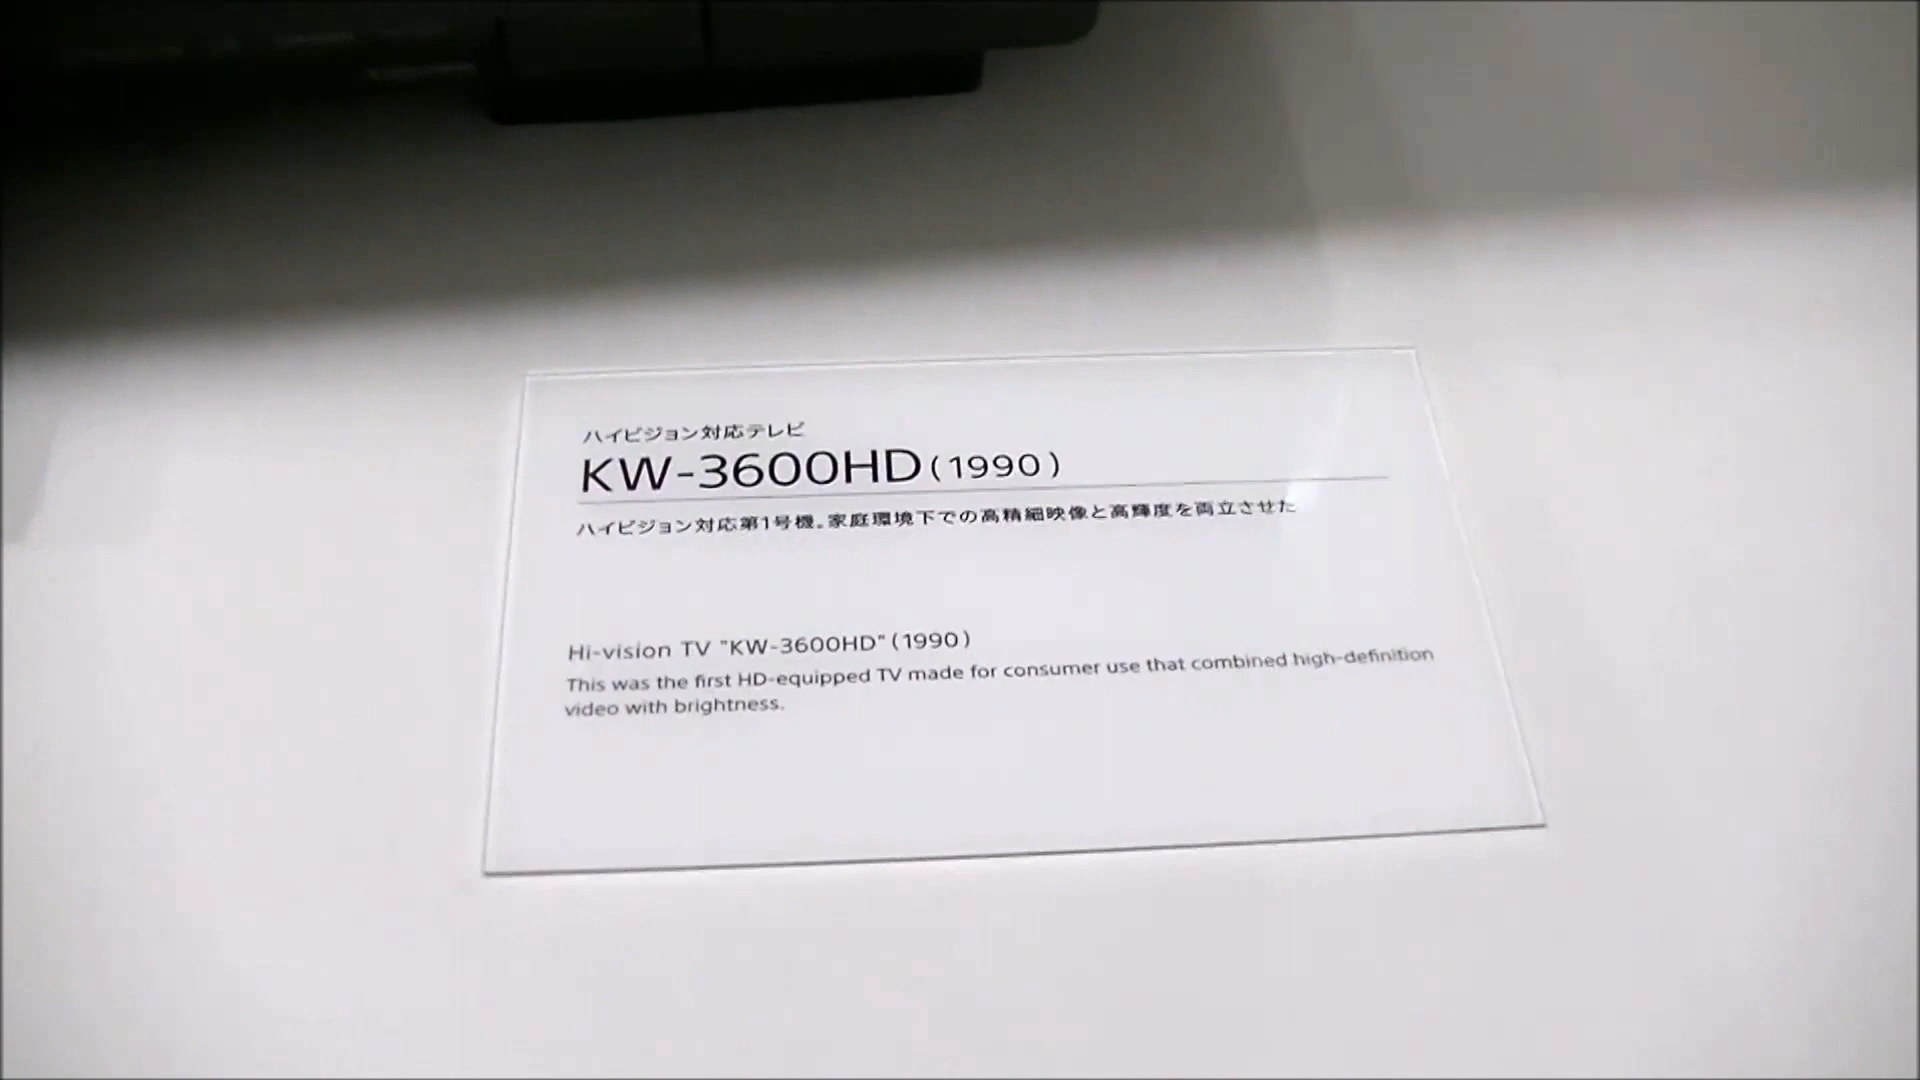 ハイビジョン対応テレビ
KW-3600HD(1990)
ハイビジョン対応第1号機。家庭環境下での高精細映像と高輝度を両立させた
Hi-vision TV "KW-3600HD"(1990)
This was the first HD-equipped TV made for consumer use that combined high-definition
video with brightness.